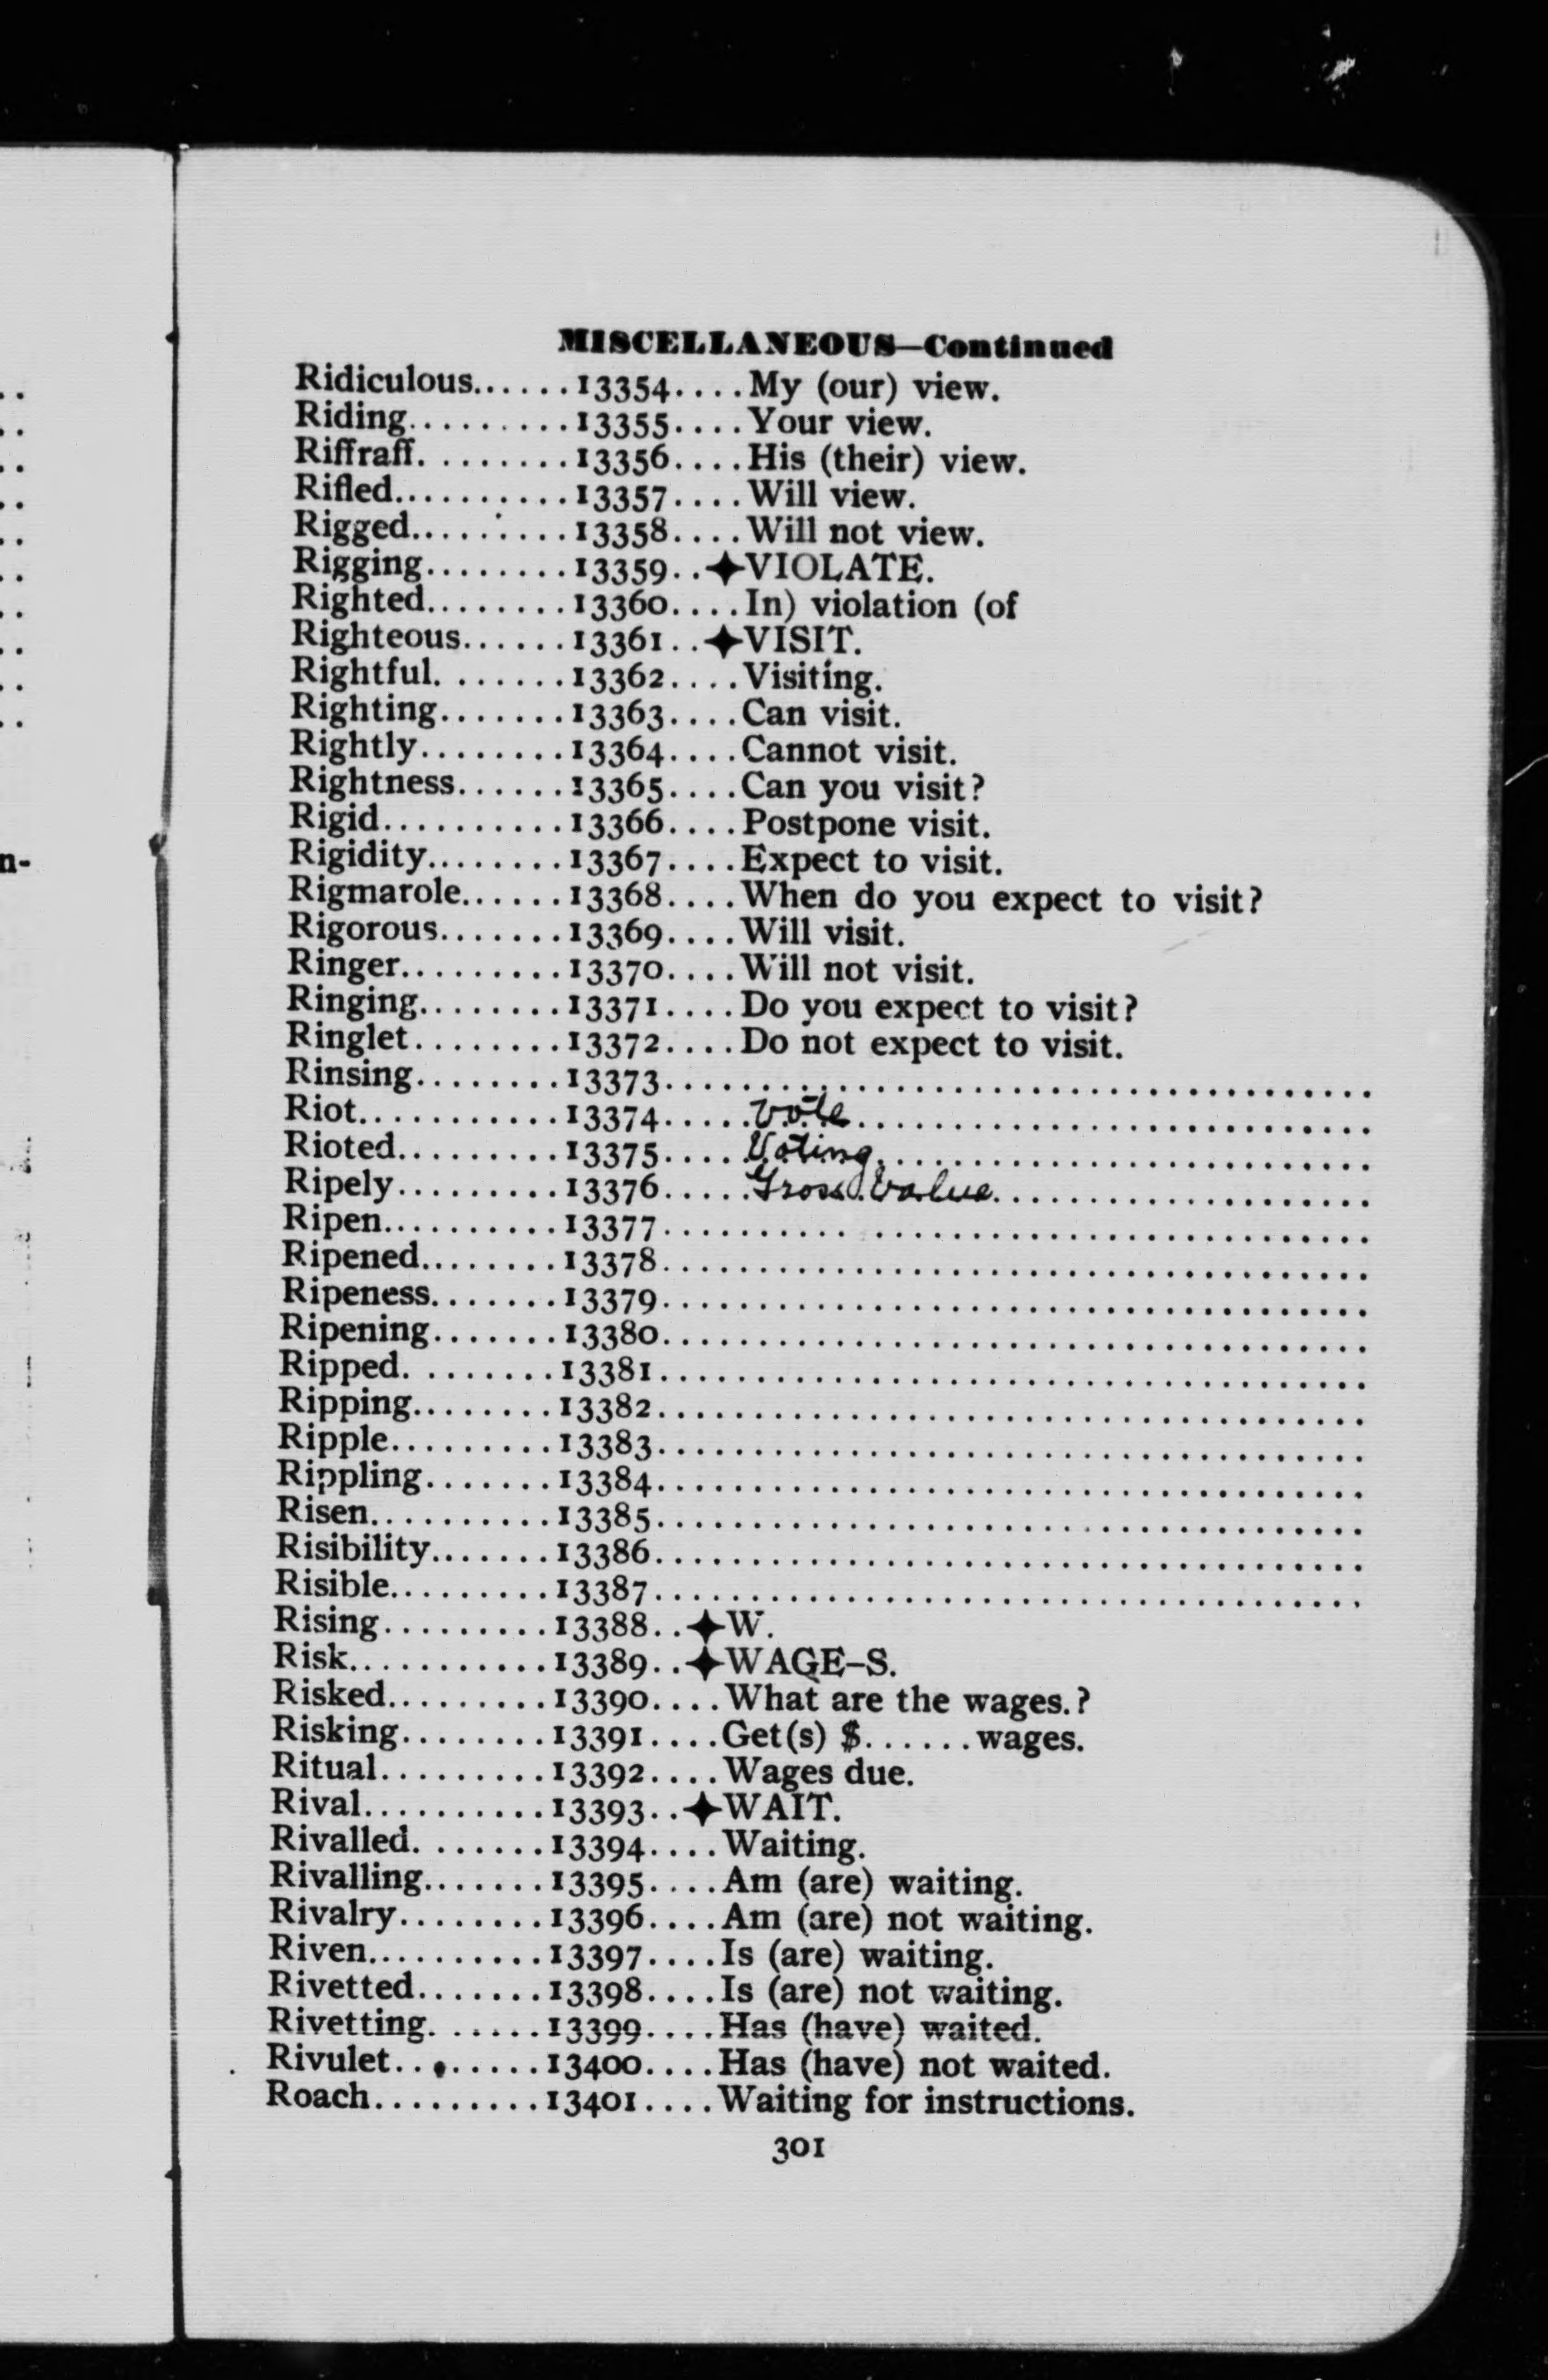 n-
MISCELLANEOUS—Continued
Ridiculous......13354....My (our) view.
Riding..........13355....Your view.
Riffraff.........13356....His (their) view.
Rifled...........13357....Will view.
Rigged..........13358....Will not view.
Rigging.........13359..✦VIOLATE.
Righted.........13360....In) violation (of
Righteous.......13361..✦VISIT.
Rightful........13362....Visiting.
Righting........13363....Can visit.
Rightly.........13364....Cannot visit.
Rightness.......13365....Can you visit?
Rigid...........13366....Postpone visit.
Rigidity........13367....Expect to visit.
Rigmarole.......13368....When do you expect to visit?
Rigorous........13369....Will visit.
Ringer..........13370....Will not visit.
Ringing.........13371....Do you expect to visit?
Ringlet.........13372....Do not expect to visit.
Rinsing.........13373....................................
Riot............13374.....Vote............................
Rioted..........13375.....Voting..........................
Ripely..........13376.....Gross Value.....................
Ripen...........13377....................................
Ripened.........13378....................................
Ripeness........13379....................................
Ripening........13380....................................
Ripped..........13381....................................
Ripping.........13382....................................
Ripple..........13383....................................
Rippling........13384....................................
Risen...........13385....................................
Risibility......13386....................................
Risible.........13387....................................
Rising..........13388..✦W.
Risk............13389..✦WAGE-S.
Risked..........13390....What are the wages.?
Risking.........13391....Get(s) $......wages.
Ritual..........13392....Wages due.
Rival...........13393..✦WAIT.
Rivalled........13394....Waiting.
Rivalling.......13395....Am (are) waiting.
Rivalry.........13396....Am (are) not waiting.
Riven...........13397....Is (are) waiting.
Rivetted........13398....Is (are) not waiting.
Rivetting.......13399....Has (have) waited.
Rivulet.........13400....Has (have) not waited.
Roach...........13401....Waiting for instructions.
301